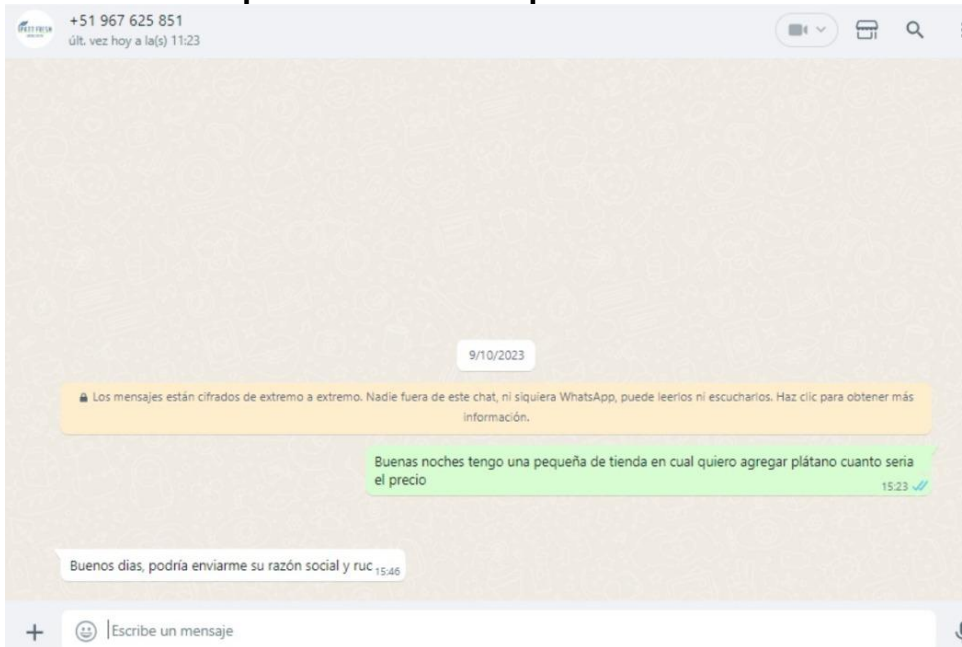 +51 967 625 851
últ. vez hoy a la(s) 11:23
9/10/2023
Los mensajes están cifrados de extremo a extremo. Nadie fuera de este chat, ni siquiera WhatsApp, puede leerlos ni escucharlos. Haz clic para obtener más
información.
Buenas noches tengo una pequeña de tienda en cual quiero agregar plátano cuanto seria
el precio
15:23
Buenos dias, podría enviarme su razón social y ruc 15:46
Escribe un mensaje